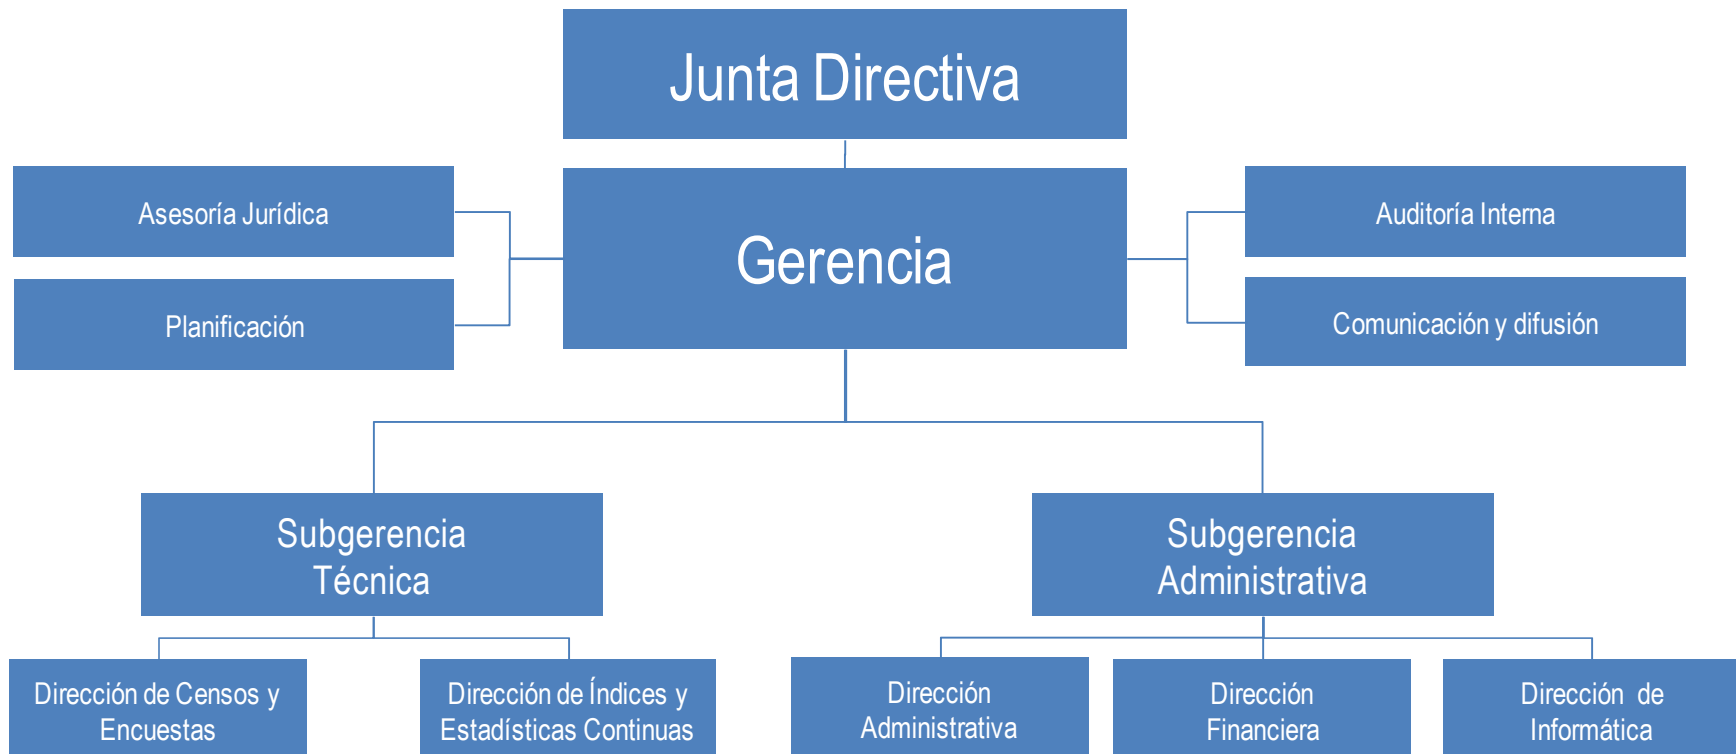 Junta Directiva
Asesoría Jurídica
Gerencia
Auditoría Interna
Planificación
Comunicación y difusión
Subgerencia
Técnica
Subgerencia
Administrativa
Dirección de Censos y
Encuestas
Dirección de Índices y
Estadísticas Continuas
Dirección
Administrativa
Dirección
Financiera
Dirección de
Informática